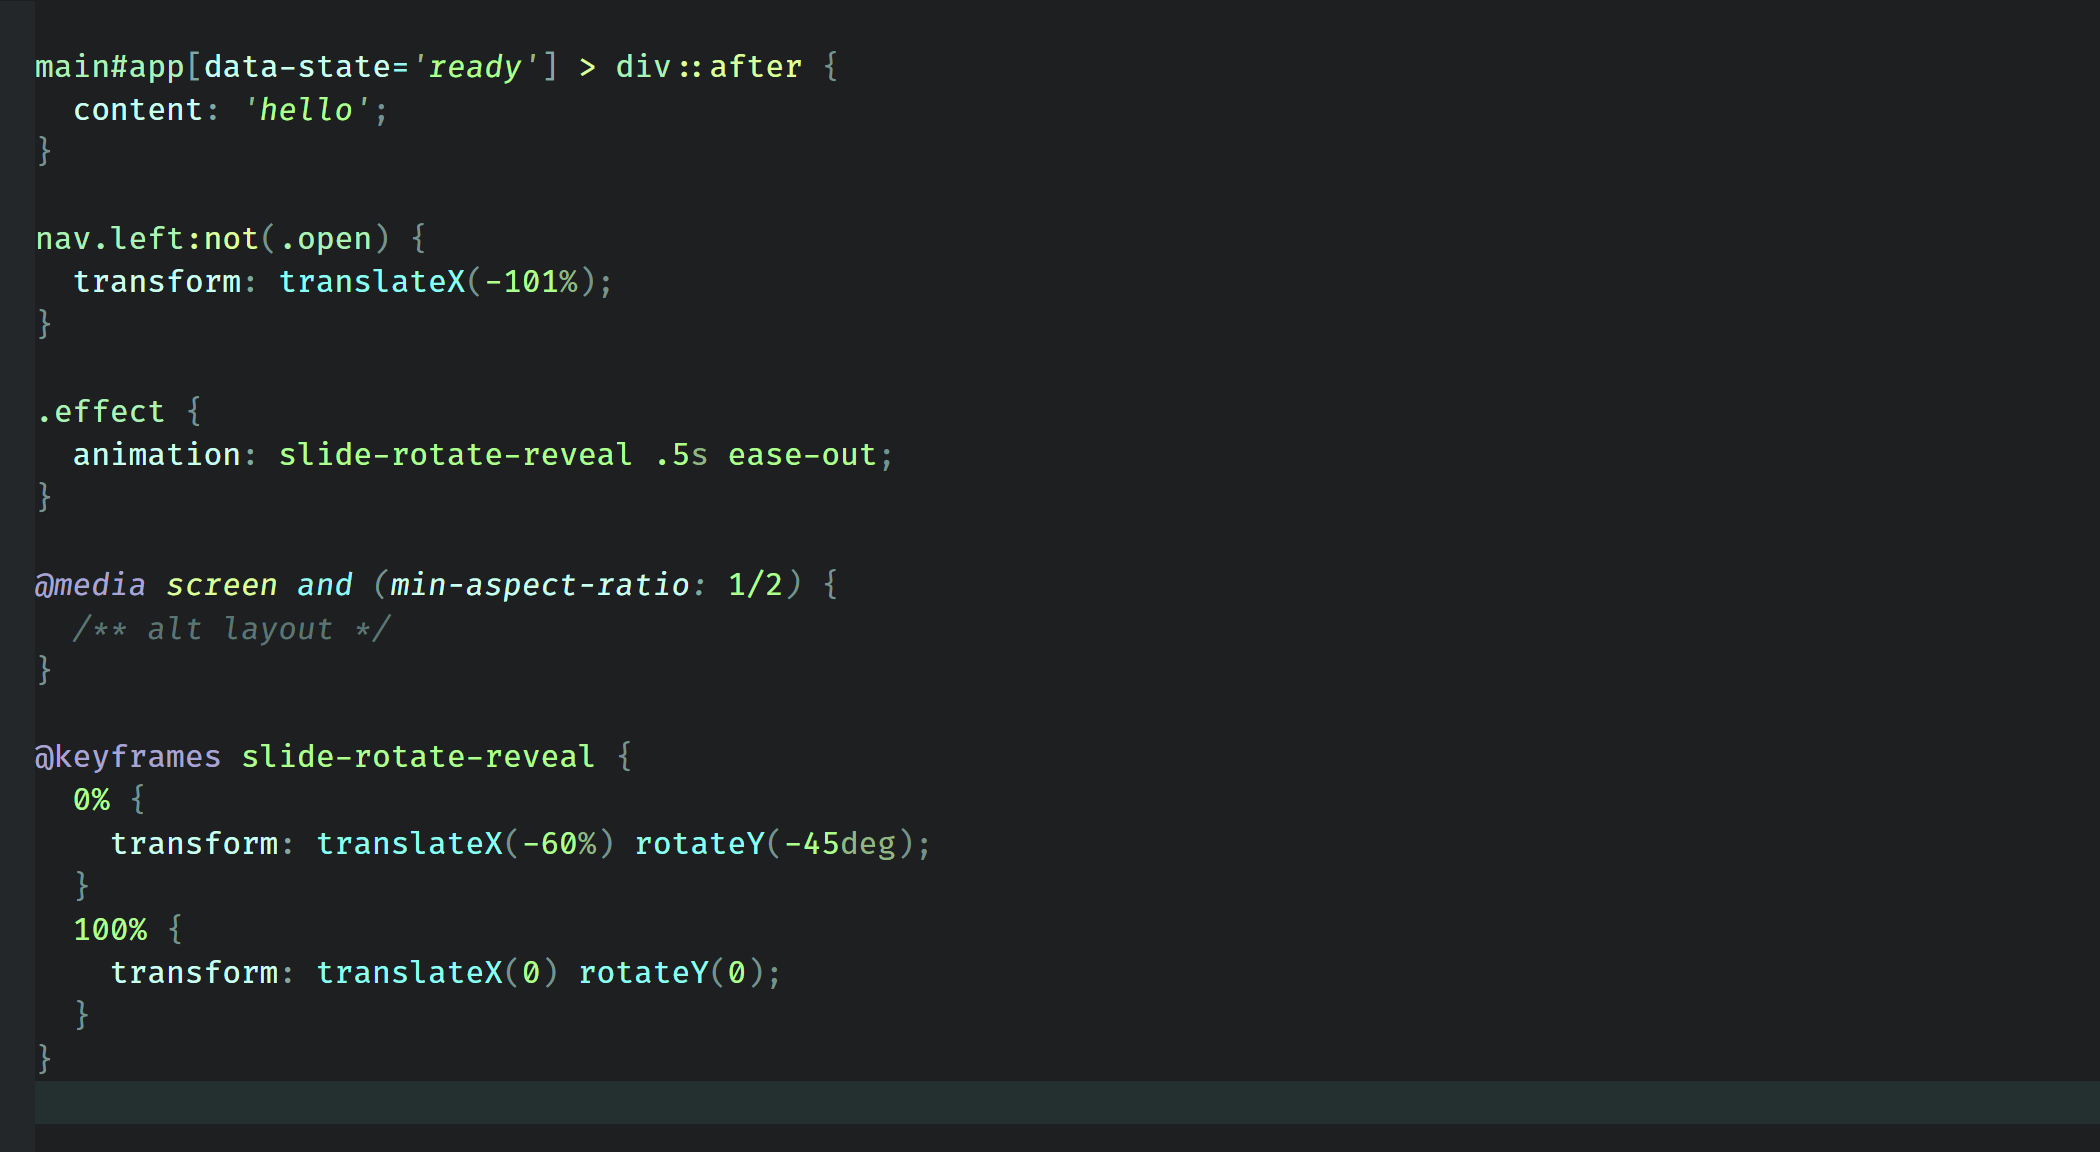 main#app[data-state='ready'] > div::after {
  content: 'hello';
}

nav.left:not(.open) {
  transform: translateX(-101%);
}

.effect {
  animation: slide-rotate-reveal .5s ease-out;
}

@media screen and (min-aspect-ratio: 1/2) {
  /** alt layout */
}

@keyframes slide-rotate-reveal {
  0% {
    transform: translateX(-60%) rotateY(-45deg);
  }
  100% {
    transform: translateX(0) rotateY(0);
  }
}